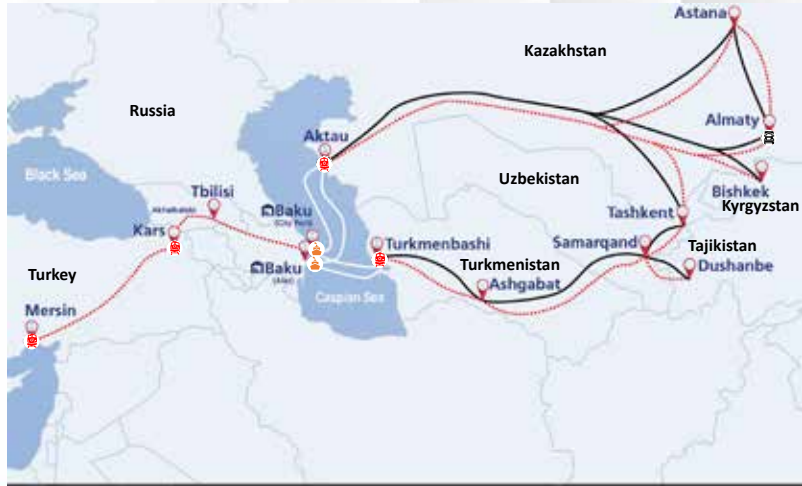 Astana
Kazakhstan
Russia
Almaty
Aktau
Black Sea
Uzbekistan
Tbilisi
Bishkek
Kyrgyzstan
Baku
Tashkent
Kars
Samarqand
Tajikistan
Turkmenbashi
Turkmenistan
Dushanbe
Baku
Turkey
Ashgabat
Caspian Sea
Mersin